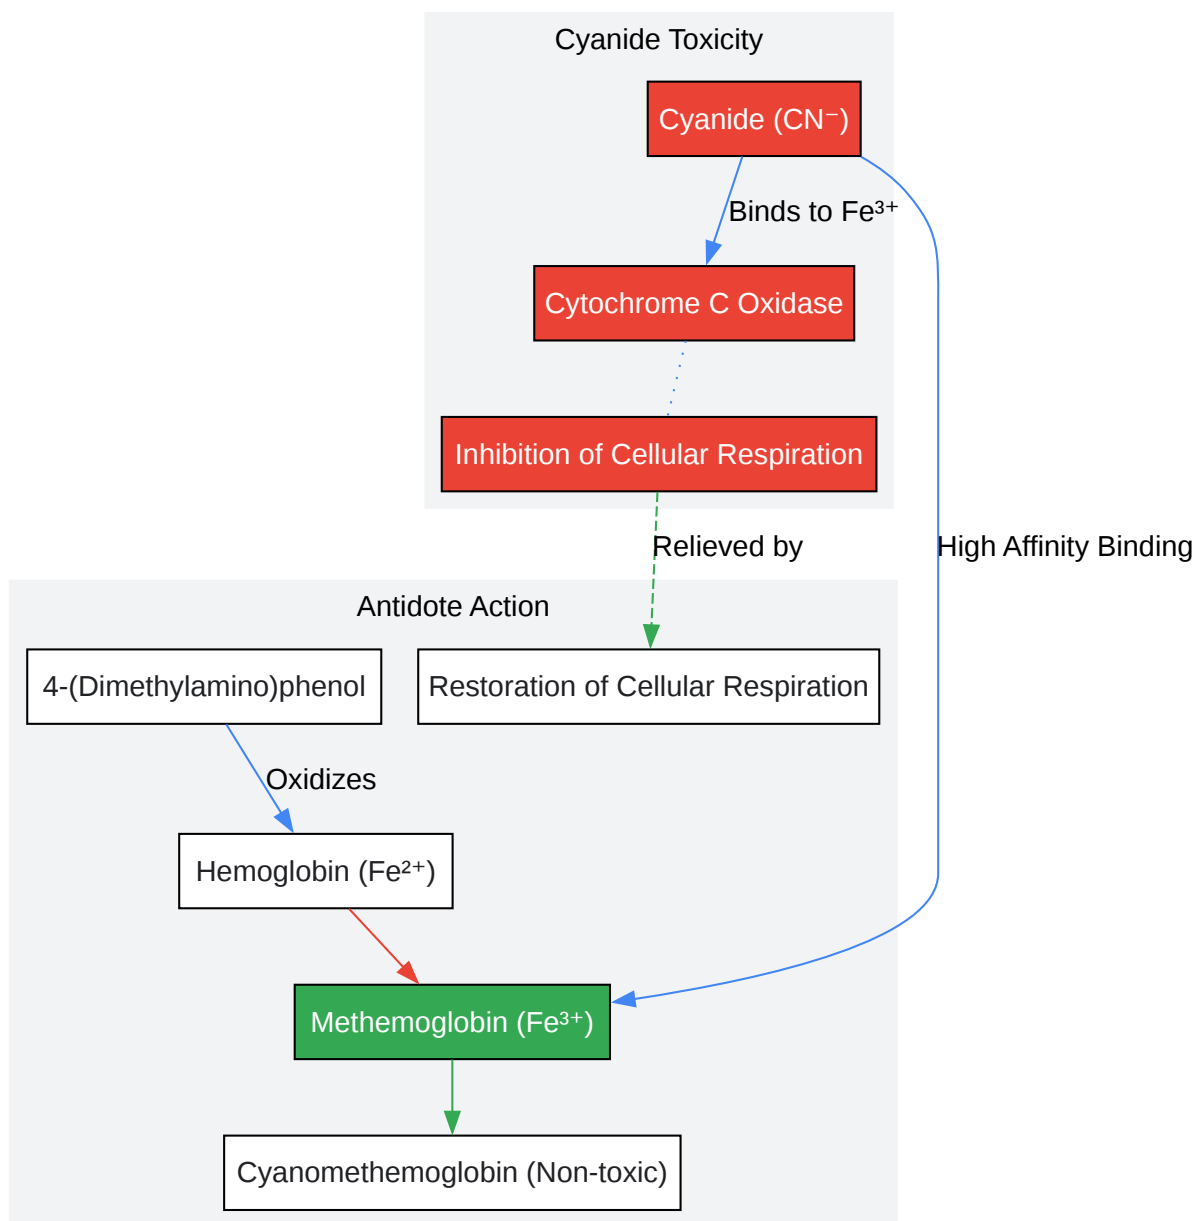 Cyanide Toxicity
Cyanide (CN⁻)
Binds to Fe³⁺
Cytochrome C Oxidase
Inhibition of Cellular Respiration
Relieved by
High Affinity Binding
Antidote Action
4-(Dimethylamino)phenol
Restoration of Cellular Respiration
Oxidizes
Hemoglobin (Fe²⁺)
Methemoglobin (Fe³⁺)
Cyanomethemoglobin (Non-toxic)